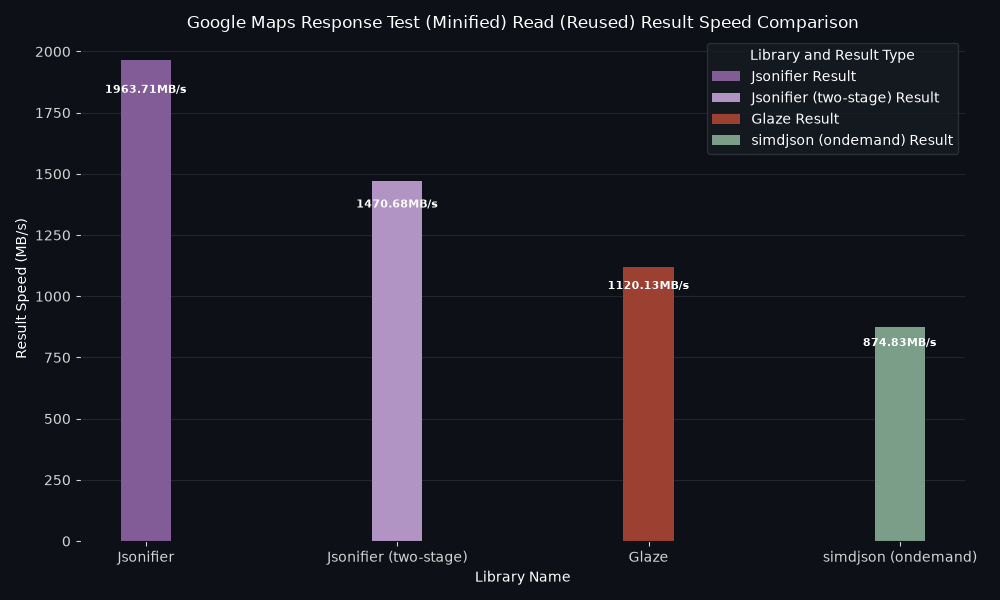 Google Maps Response Test (Minified) Read (Reused) Result Speed Comparison
Library and Result Type
Jsonifier Result
Jsonifier (two-stage) Result
Glaze Result
simdjson (ondemand) Result
Result Speed (MB/s)
2000
1750
1500
1250
1000
750
500
250
0
1963.71MB/s
1470.68MB/s
1120.13MB/s
874.83MB/s
Jsonifier
Jsonifier (two-stage)
Glaze
simdjson (ondemand)
Library Name